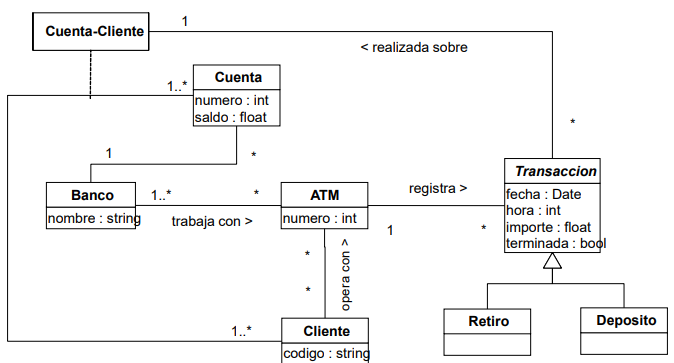 Cuenta-Cliente
1
< realizada sobre
Cuenta
1..*
numero : int
saldo : float
*
1
*
Transaccion
fecha : Date
hora : int
importe : float
terminada : bool
Banco
nombre : string
1..*
*
trabaja con >
ATM
numero : int
registra >
1
*
*
opera con >
*
1..*
Cliente
codigo : string
Retiro
Deposito